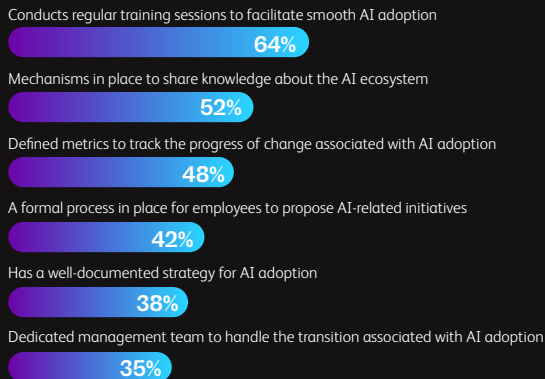 Conducts regular training sessions to facilitate smooth AI adoption
64%
Mechanisms in place to share knowledge about the AI ecosystem
52%
Defined metrics to track the progress of change associated with AI adoption
48%
A formal process in place for employees to propose AI-related initiatives
42%
Has a well-documented strategy for AI adoption
38%
Dedicated management team to handle the transition associated with AI adoption
35%